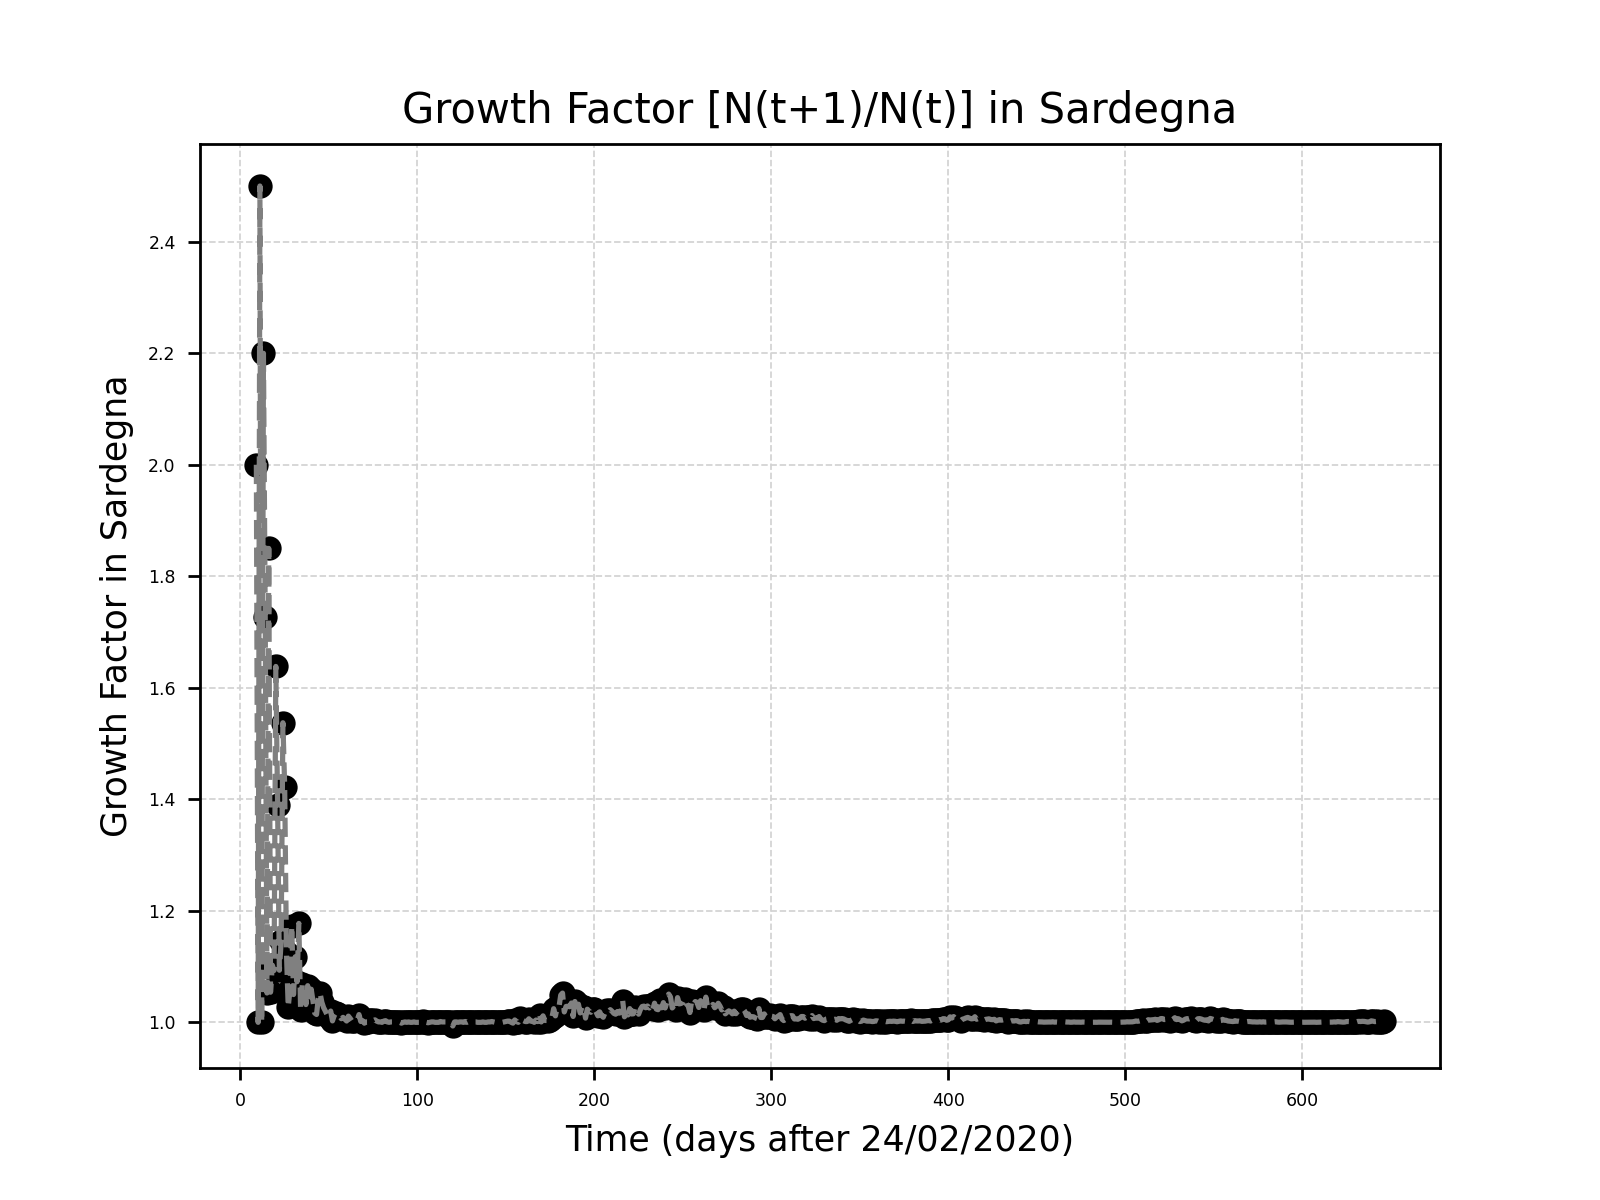 Growth Factor [N(t+1)/N(t)] in Sardegna
Growth Factor in Sardegna
2.4
2.2
2.0
1.8
1.6
1.4
1.2
1.0
0 100 200 300 400 500 600
Time (days after 24/02/2020)